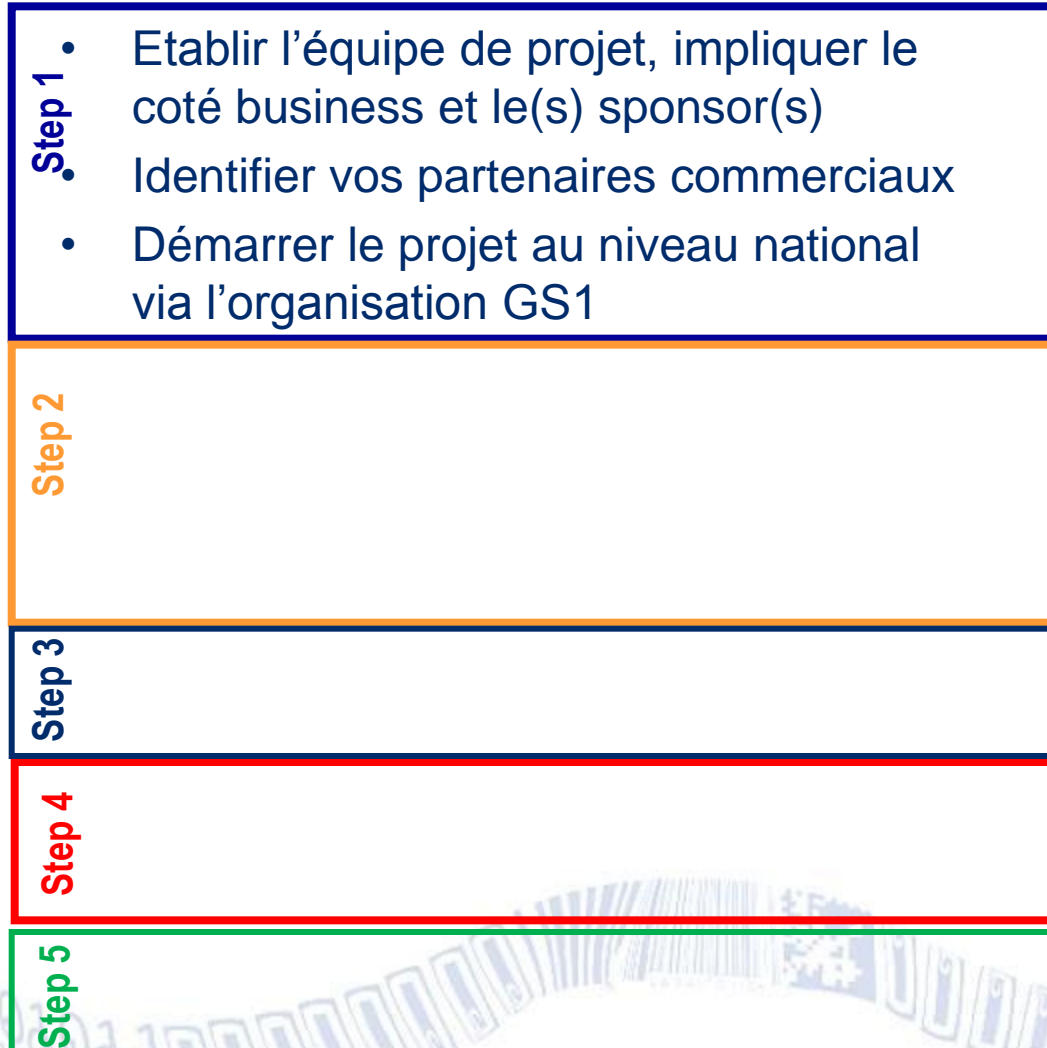 Step 1
• Etablir l’équipe de projet, impliquer le
coté business et le(s) sponsor(s)
• Identifier vos partenaires commerciaux
• Démarrer le projet au niveau national
via l’organisation GS1
Step 2
Step 3
Step 4
Step 5